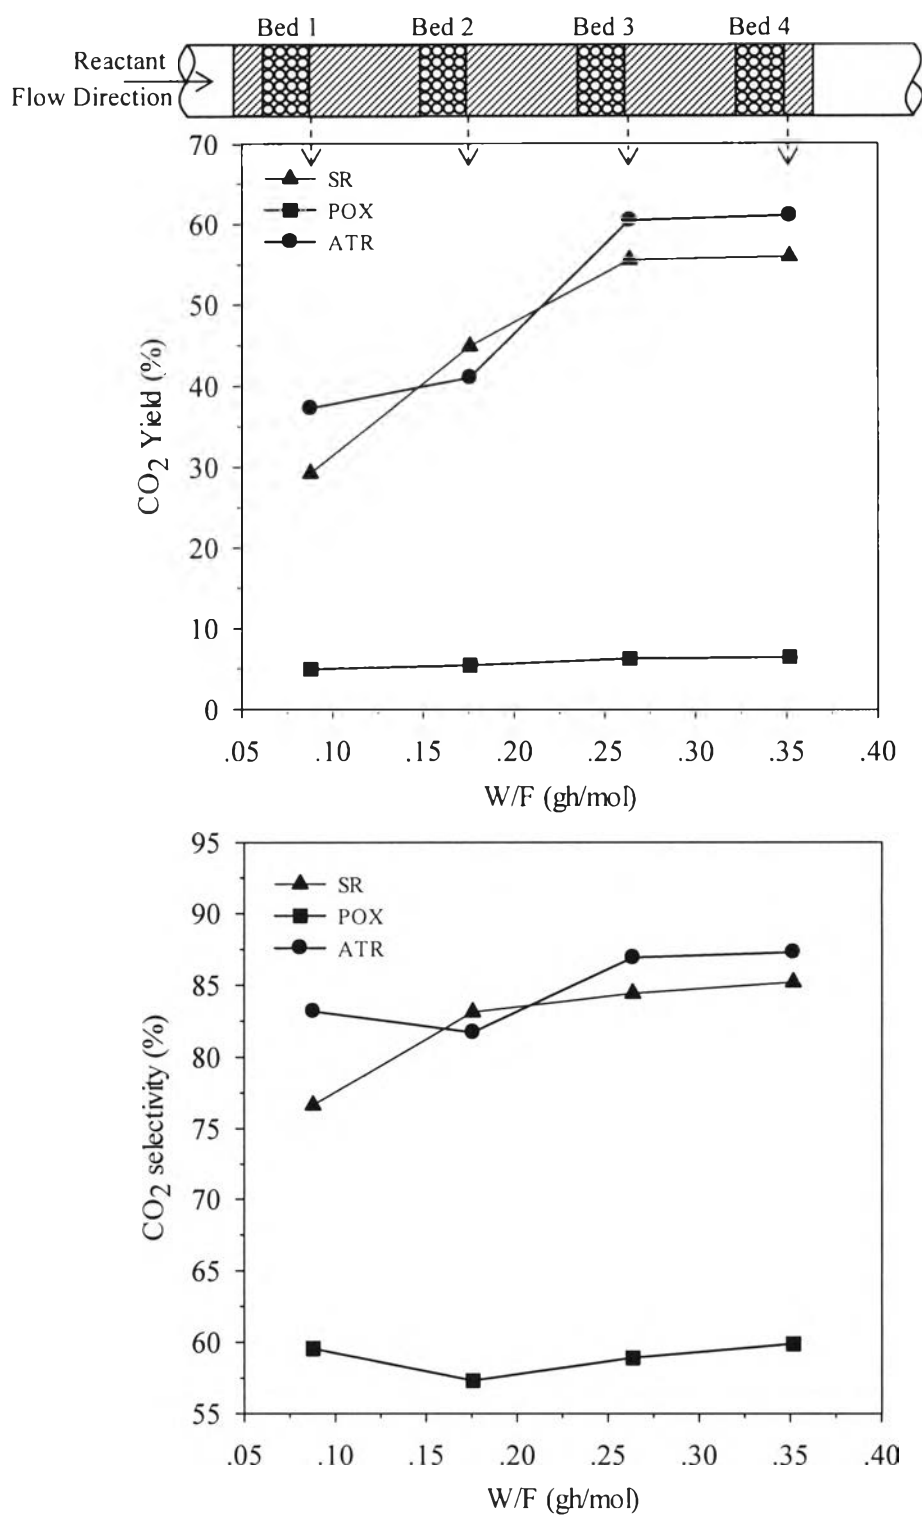 Bed 1 Bed 2 Bed 3 Bed 4
Reactant
Flow Direction
70
60
50
40
30
20
10
0
CO2 Yield (%)
SR
POX
ATR
.05 .10 .15 .20 .25 .30 .35 .40
W/F (gh/mol)
95
90
85
80
75
70
65
60
55
CO2 selectivity (%)
SR
POX
ATR
.05 .10 .15 .20 .25 .30 .35 .40
W/F (gh/mol)